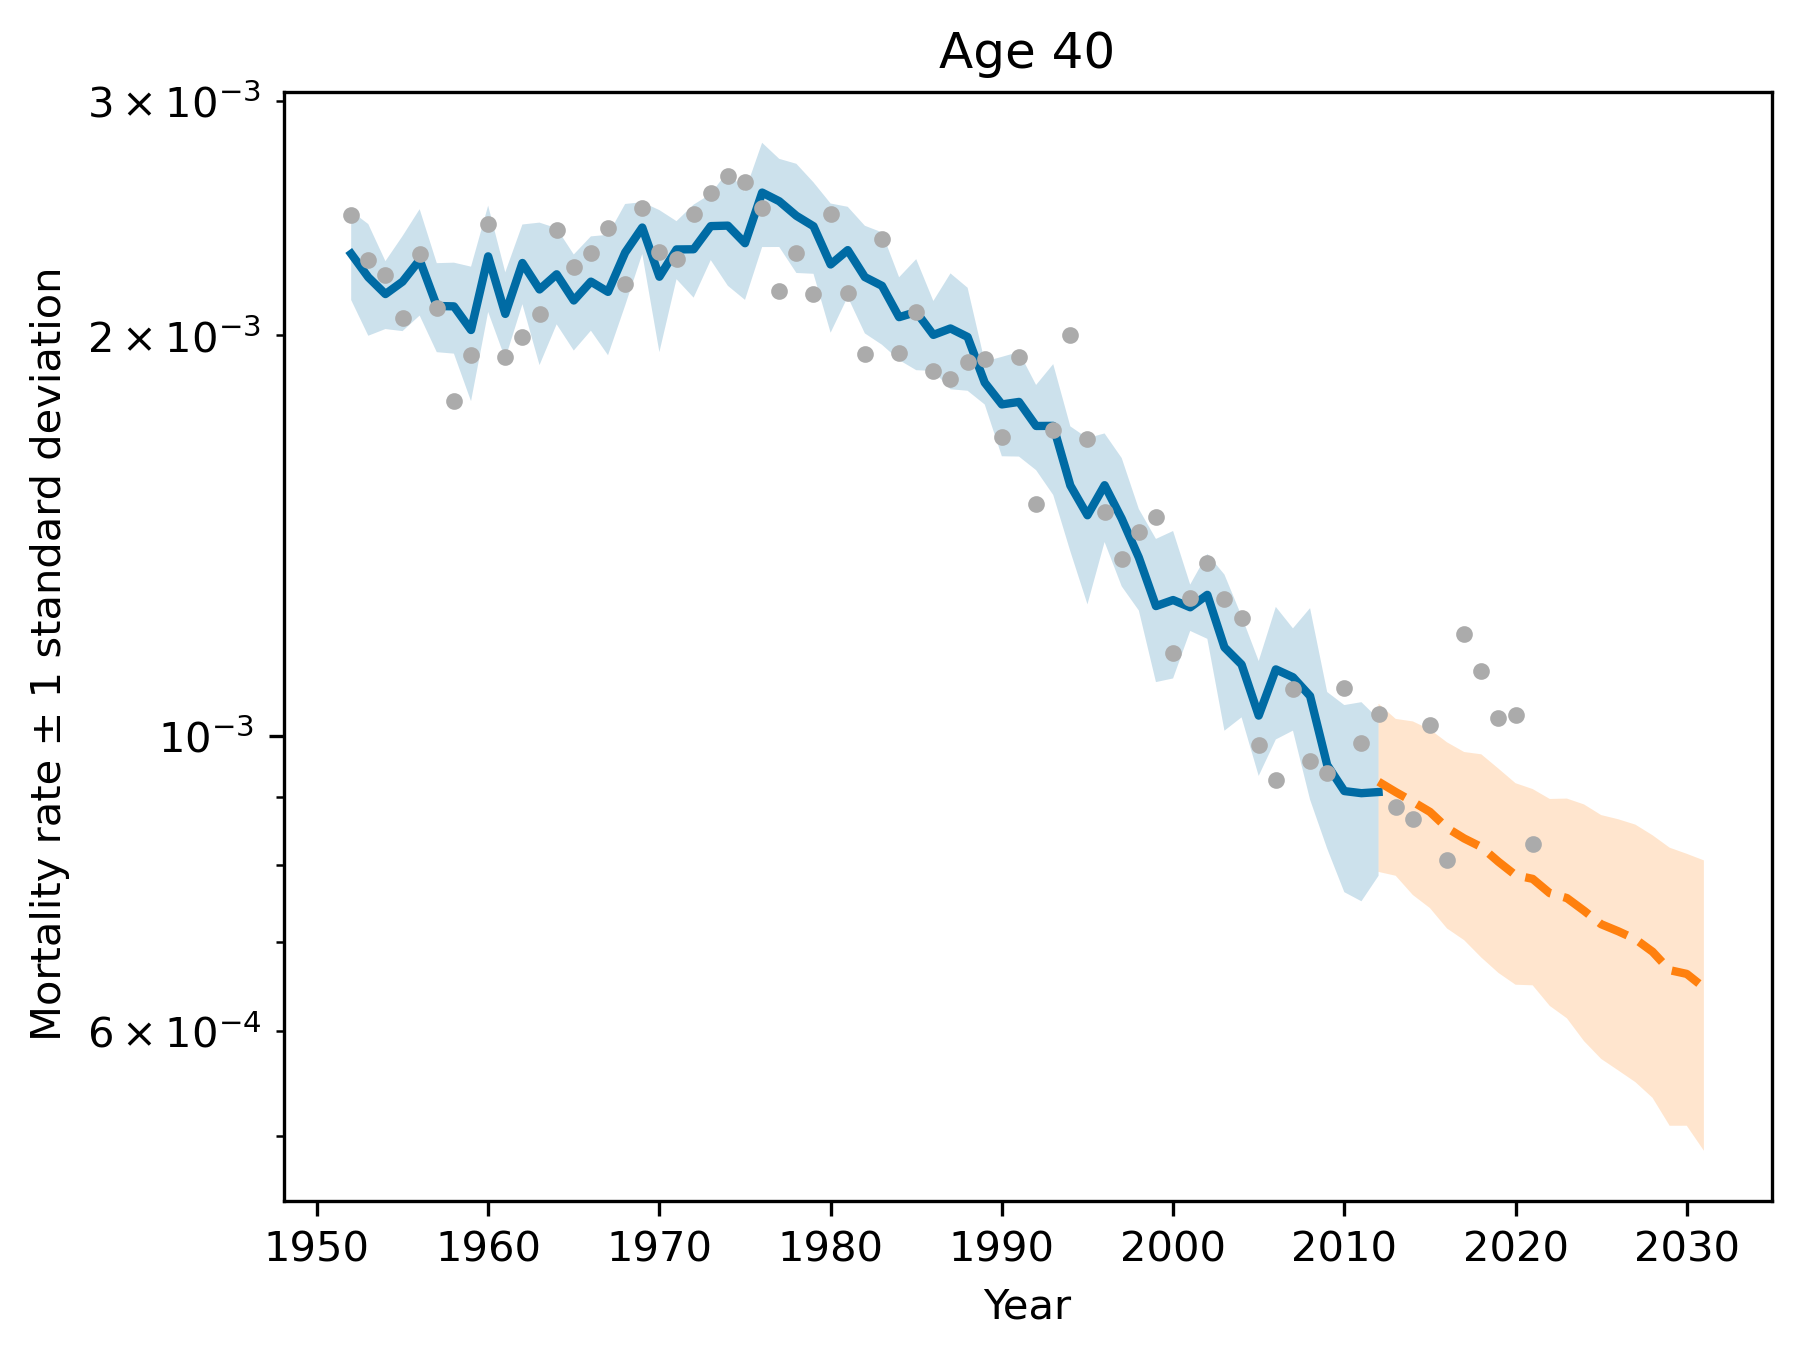 Age 40
Mortality rate ± 1 standard deviation
3 × 10⁻³
2 × 10⁻³
10⁻³
6 × 10⁻⁴
1950 1960 1970 1980 1990 2000 2010 2020 2030
Year